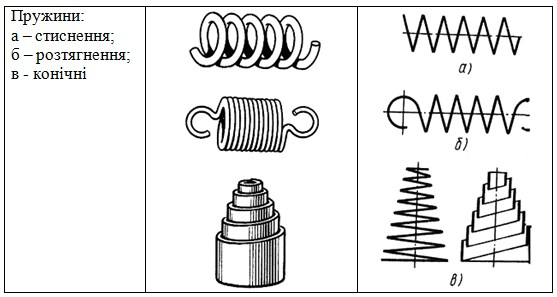 Пружини:
а – стиснення;
б – розтягнення;
в - конічні
а)
б)
в)